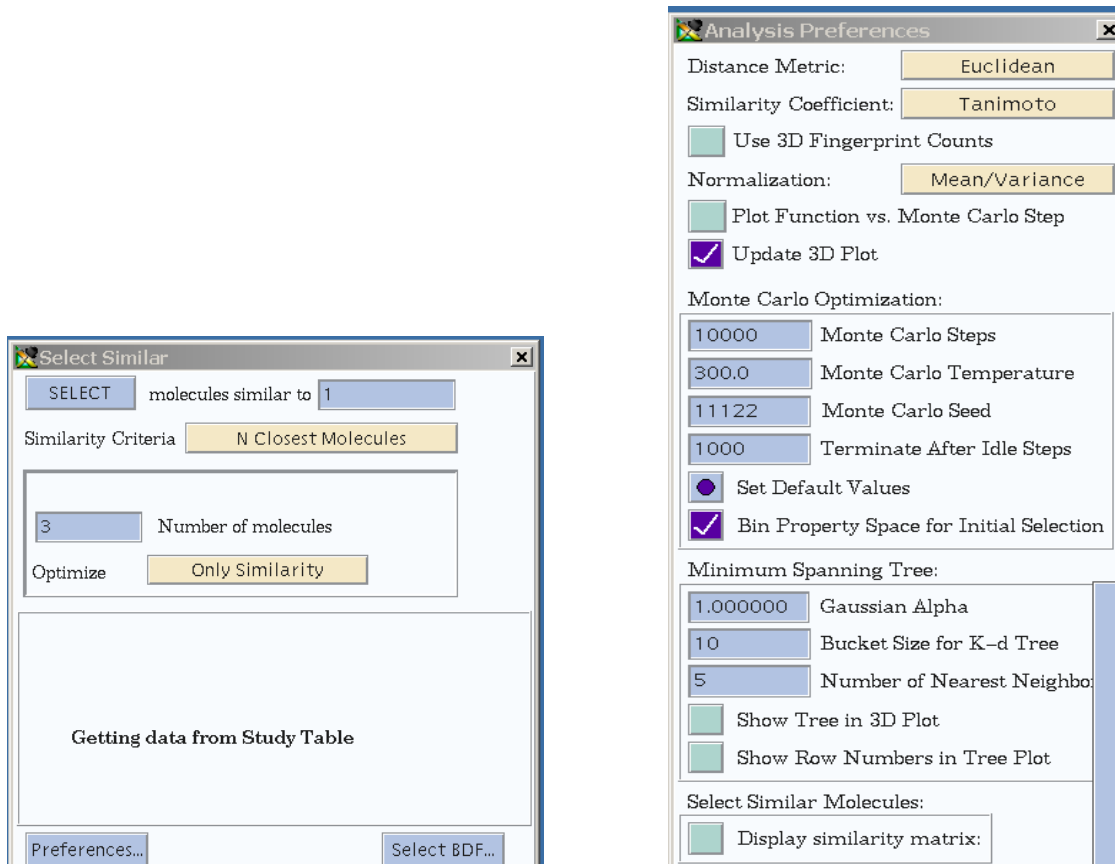 Select Similar
SELECT molecules similar to 1
Similarity Criteria N Closest Molecules
3 Number of molecules
Optimize Only Similarity
Getting data from Study Table
Preferences... Select BDF...
Analysis Preferences
Distance Metric: Euclidean
Similarity Coefficient: Tanimoto
Use 3D Fingerprint Counts
Normalization: Mean/Variance
Plot Function vs. Monte Carlo Step
Update 3D Plot
Monte Carlo Optimization:
10000 Monte Carlo Steps
300.0 Monte Carlo Temperature
11122 Monte Carlo Seed
1000 Terminate After Idle Steps
Set Default Values
Bin Property Space for Initial Selection
Minimum Spanning Tree:
1.000000 Gaussian Alpha
10 Bucket Size for K-d Tree
5 Number of Nearest Neighbo
Show Tree in 3D Plot
Show Row Numbers in Tree Plot
Select Similar Molecules:
Display similarity matrix: